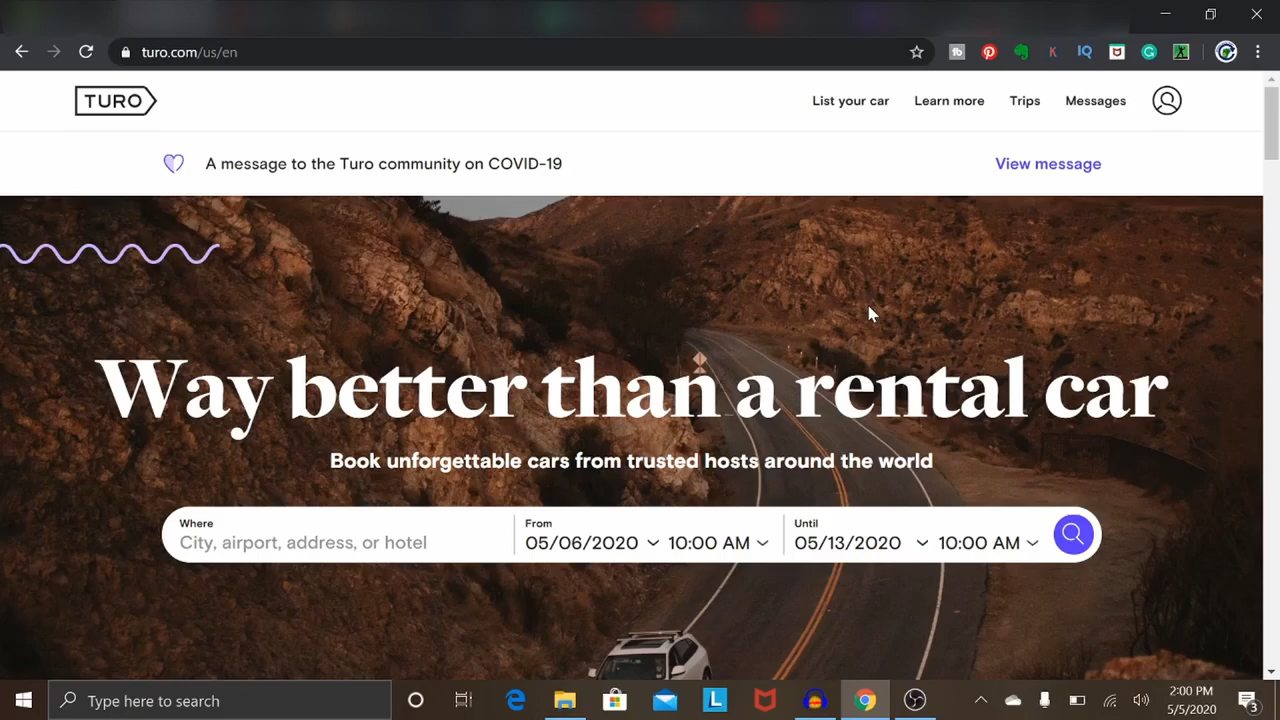 turo.com/us/en
TURO
List your car
Learn more
Trips
Messages
A message to the Turo community on COVID-19
View message
Way better than a rental car
Book unforgettable cars from trusted hosts around the world
Where
City, airport, address, or hotel
From
05/06/2020
10:00 AM
Until
05/13/2020
10:00 AM
Type here to search
2:00 PM
5/5/2020
3
tb
K
IQ
G
X
e
L